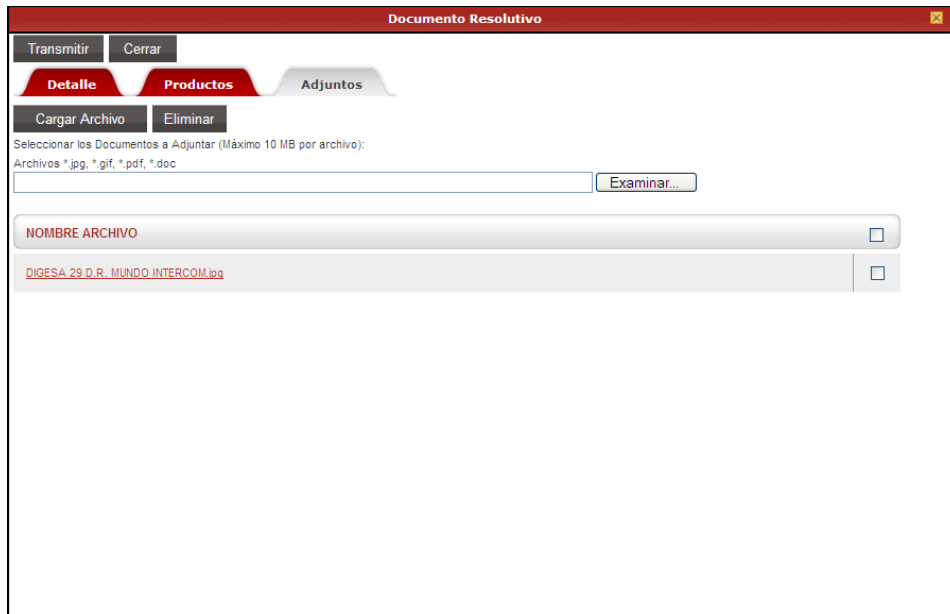 Documento Resolutivo
Transmitir Cerrar
Detalle Productos Adjuntos
Cargar Archivo Eliminar
Seleccionar los Documentos a Adjuntar (Máximo 10 MB por archivo):
Archivos *.jpg, *.gif, *.pdf, *.doc
Examinar...
NOMBRE ARCHIVO
DIGESA 29 D.R. MUNDO INTERCOM.jpg